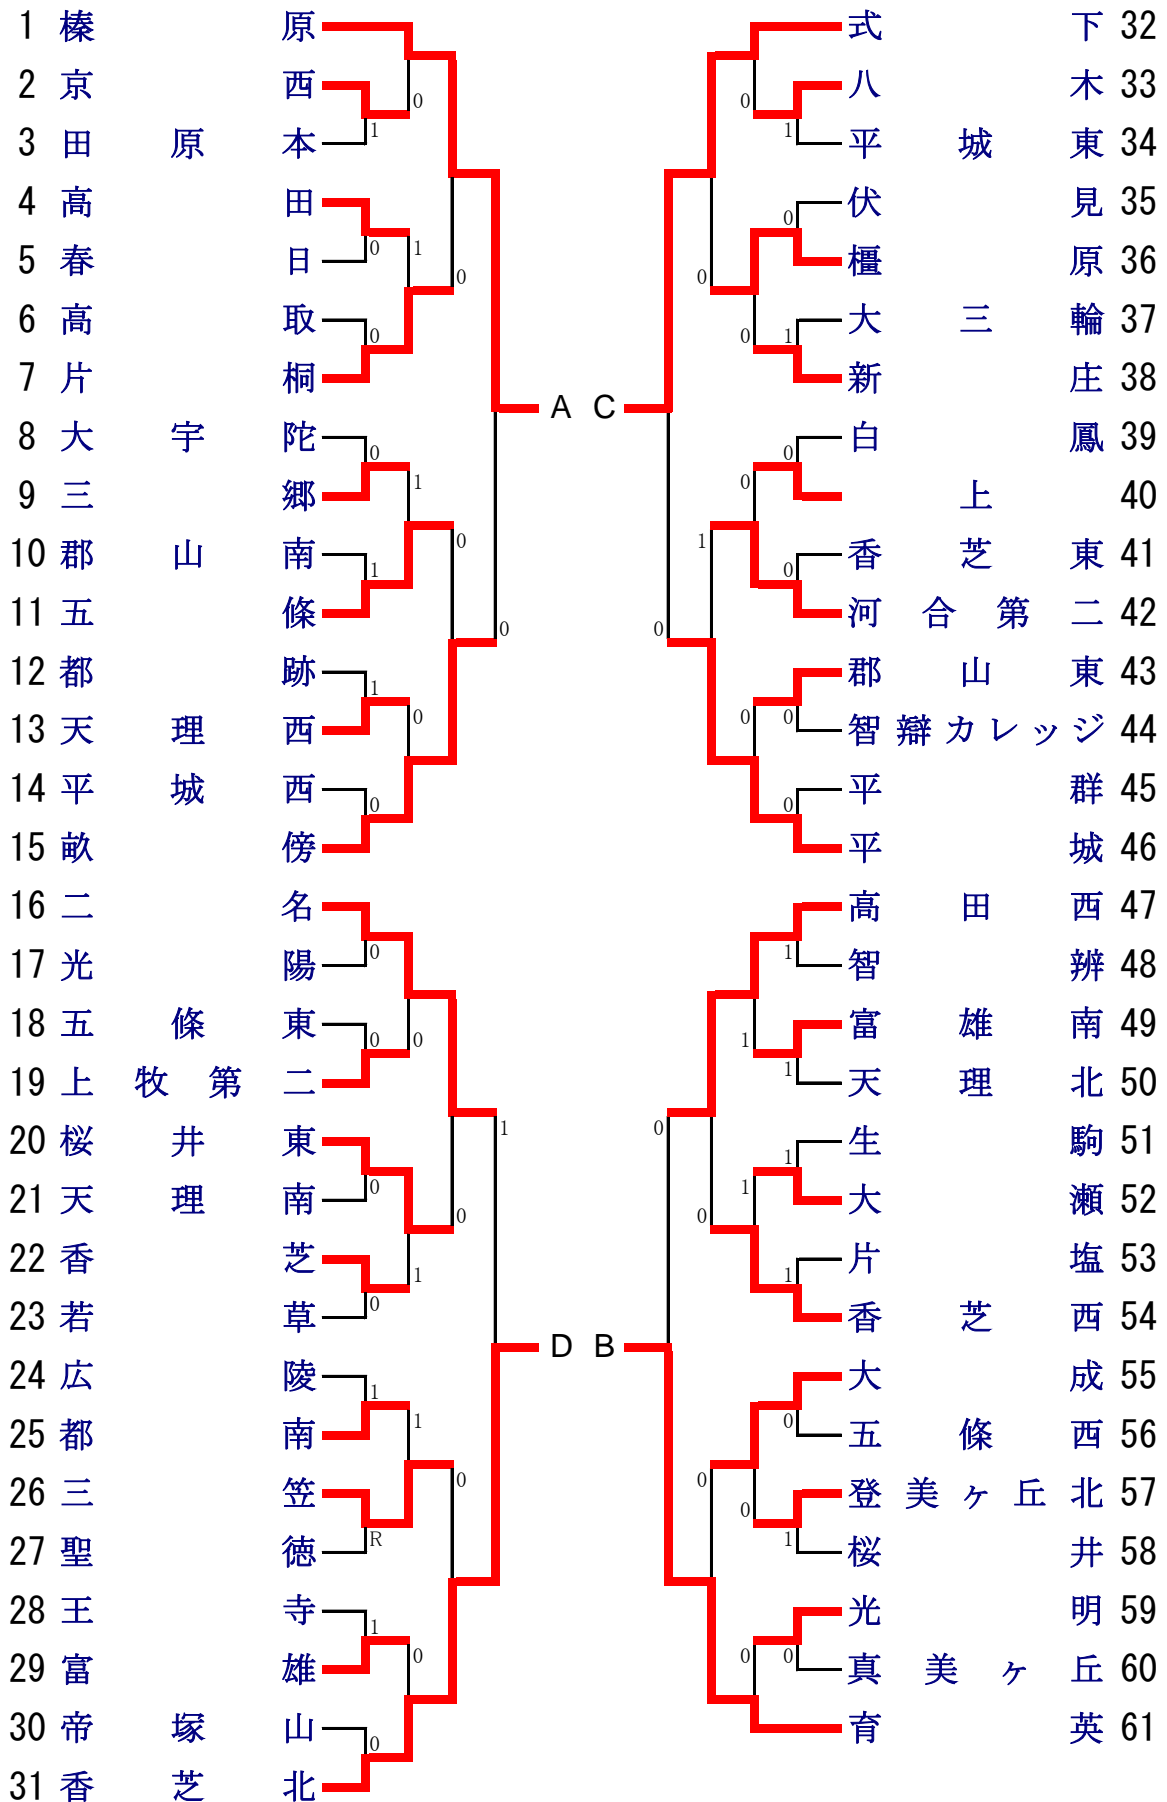 1 榛原
2 京西
3 田原本
4 高田
5 春日
6 高取
7 片桐
8 大宇陀
9 三郷
10 郡山南
11 五條
12 都跡
13 天理西
14 平城西
15 畝傍
16 二名
17 光陽
18 五條東
19 上牧第二
20 桜井東
21 天理南
22 香芝
23 若草
24 広陵
25 都南
26 三笠
27 聖徳
28 王寺
29 富雄
30 帝塚山
31 香芝北
0
1
0 1
0
0
0
1
0
1
0
1
0
0
0
0 0
1
0
0
1
0
1
1
0
R
1
0
0
A C
D B
0
1
0
0
0 1
0
0
1
0
0
0 0
0
1
1
1
0
1
1
0
1
0
0
0
1
0 0
式下 32
八木 33
平城東 34
伏見 35
橿原 36
大三輪 37
新庄 38
白鳳 39
上 40
香芝東 41
河合第二 42
郡山東 43
智辯カレッジ 44
平群 45
平城 46
高田西 47
智辨 48
富雄南 49
天理北 50
生駒 51
大瀬 52
片塩 53
香芝西 54
大成 55
五條西 56
登美ヶ丘北 57
桜井 58
光明 59
真美ヶ丘 60
育英 61